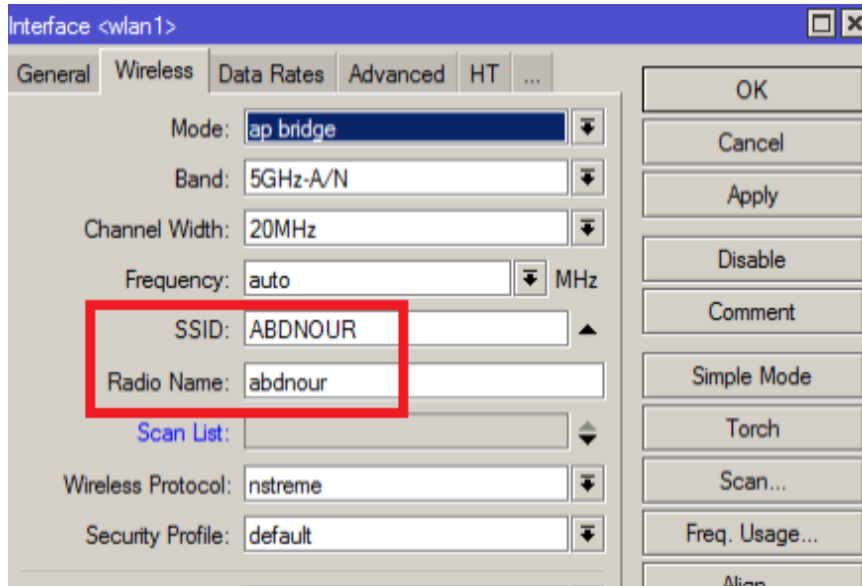 Interface <wlan1>
General Wireless Data Rates Advanced HT ...
Mode: ap bridge
Band: 5GHz-A/N
Channel Width: 20MHz
Frequency: auto MHz
SSID: ABDNOUR
Radio Name: abdnour
Scan List:
Wireless Protocol: nstreme
Security Profile: default
OK
Cancel
Apply
Disable
Comment
Simple Mode
Torch
Scan...
Freq. Usage...
Align...